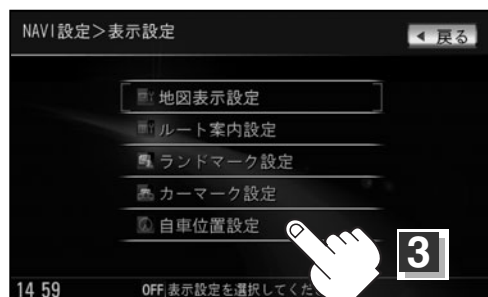 NAVI設定＞表示設定
戻る
地図表示設定
ルート案内設定
ランドマーク設定
カーマーク設定
自車位置設定
3
14 59
OFF 表示設定を選択してくだ